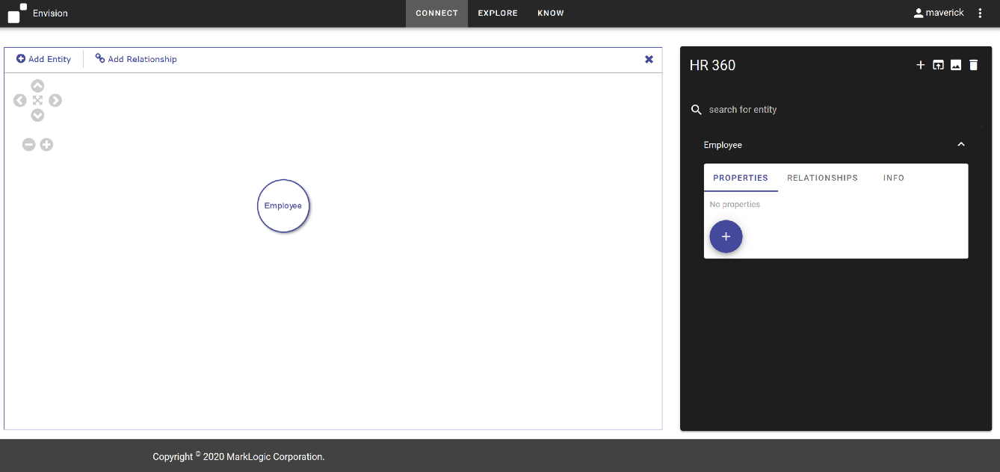 Envision
CONNECT EXPLORE KNOW
maverick
Add Entity Add Relationship
Employee
HR 360
search for entity
Employee
PROPERTIES RELATIONSHIPS INFO
No properties
Copyright © 2020 MarkLogic Corporation.